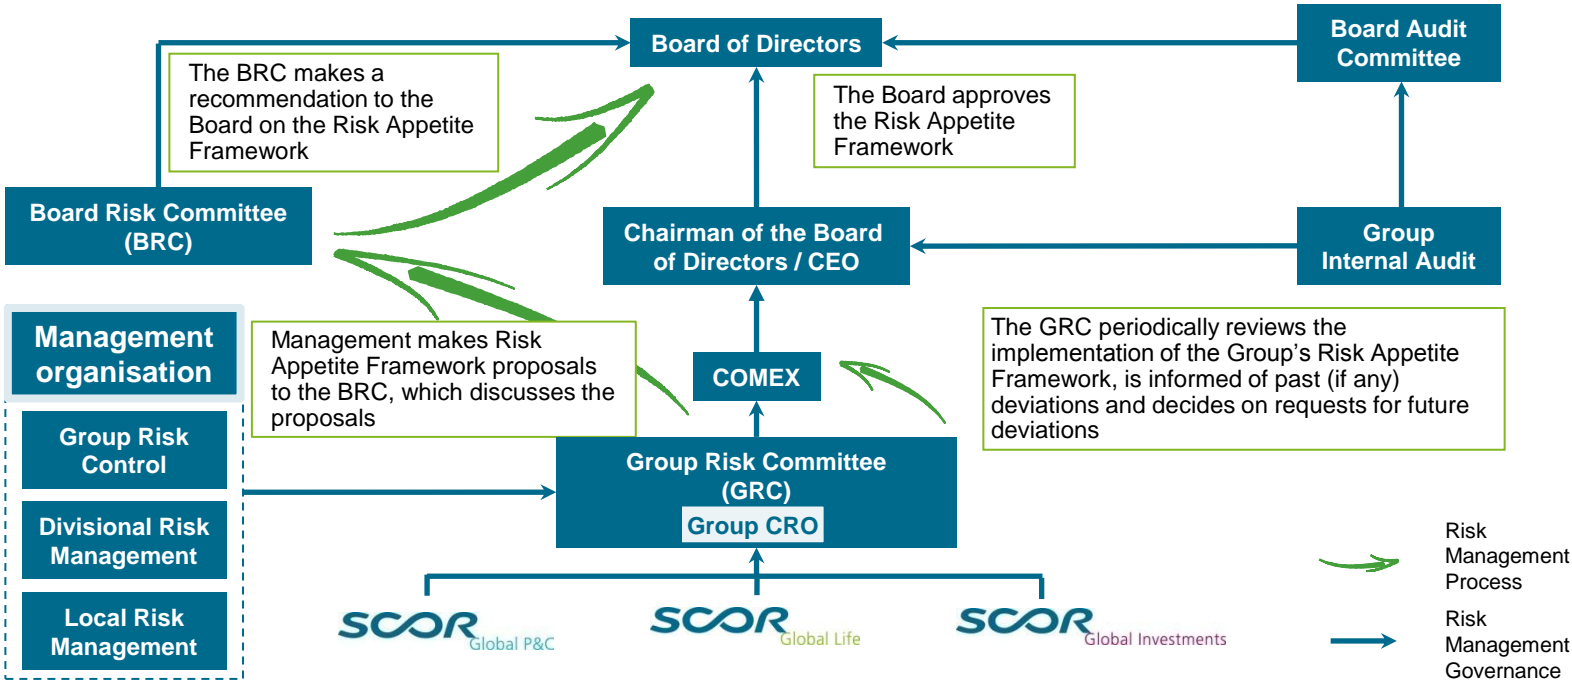 Board of Directors
Board Audit
Committee
The BRC makes a
recommendation to the
Board on the Risk Appetite
Framework
The Board approves
the Risk Appetite
Framework
Board Risk Committee
(BRC)
Chairman of the Board
of Directors / CEO
Group
Internal Audit
Management
organisation
Management makes Risk
Appetite Framework proposals
to the BRC, which discusses the
proposals
COMEX
The GRC periodically reviews the
implementation of the Group’s Risk Appetite
Framework, is informed of past (if any)
deviations and decides on requests for future
deviations
Group Risk
Control
Group Risk Committee
(GRC)
Group CRO
Divisional Risk
Management
Local Risk
Management
SCOR
Global P&C
SCOR
Global Life
SCOR
Global Investments
Risk
Management
Process
Risk
Management
Governance